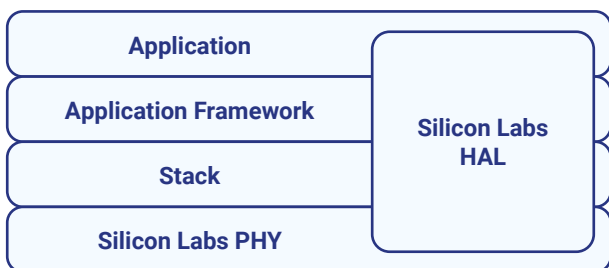 Application
Application Framework
Stack
Silicon Labs PHY
Silicon Labs
HAL